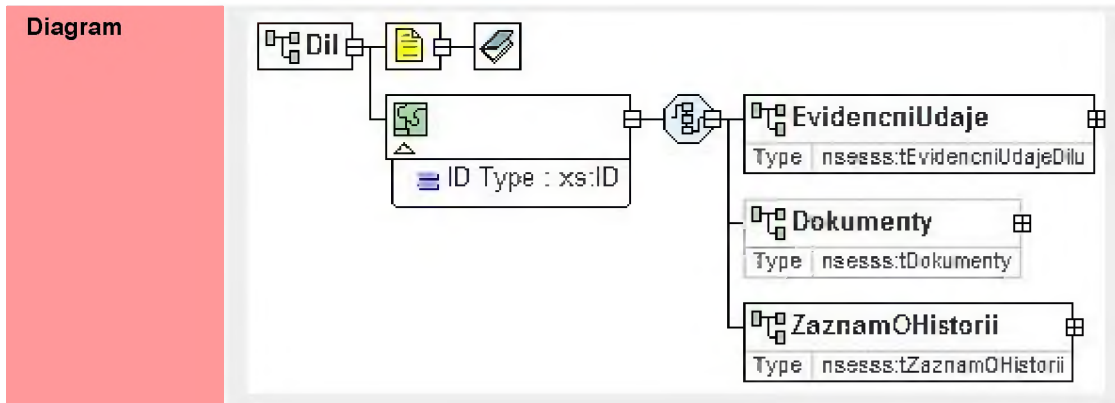 Diagram
Dil
EvidencniUdaje
Type nsesss:tEvidencniUdajeDilu
ID Type : xs:ID
Dokumenty
Type nsesss:tDokumenty
ZaznamOHistorii
Type nsesss:tZaznamOHistorii